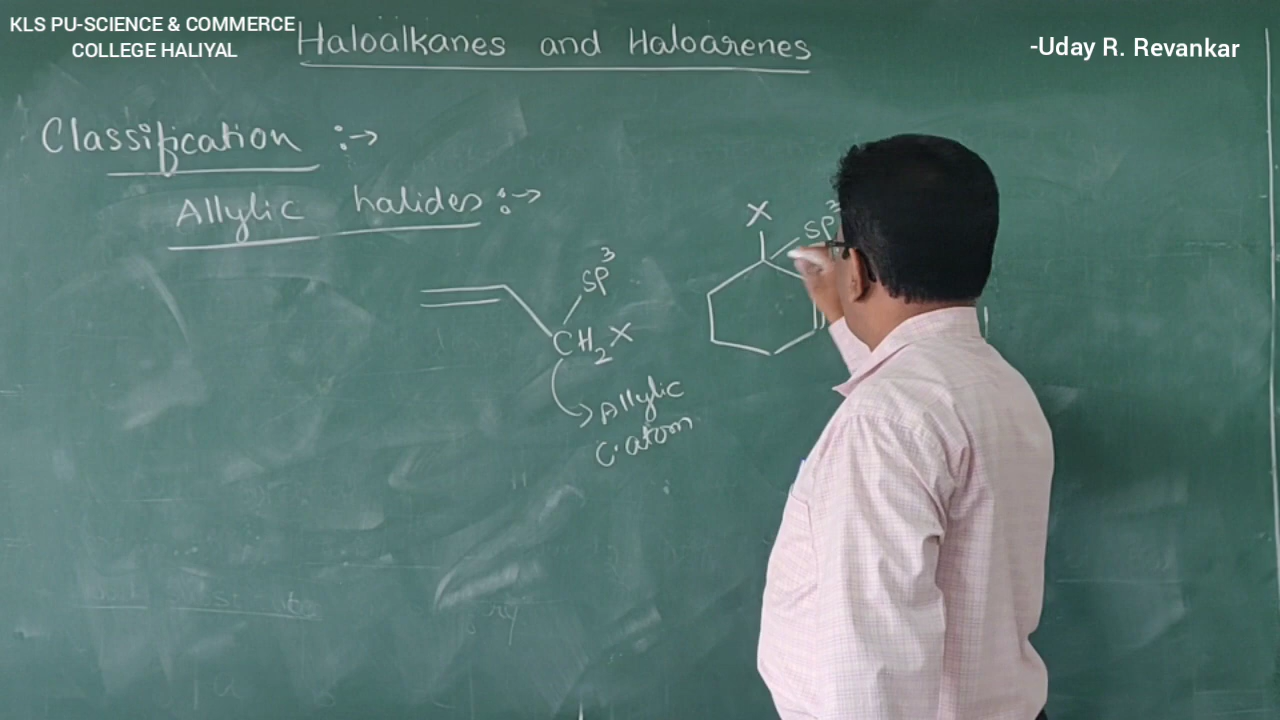 KLS PU-SCIENCE & COMMERCE
COLLEGE HALIYAL
Haloalkanes and Haloarenes
-Uday R. Revankar
Classification :→
Allylic halides :→
SP³
CH₂X
Allylic
C·atom
X
SP³